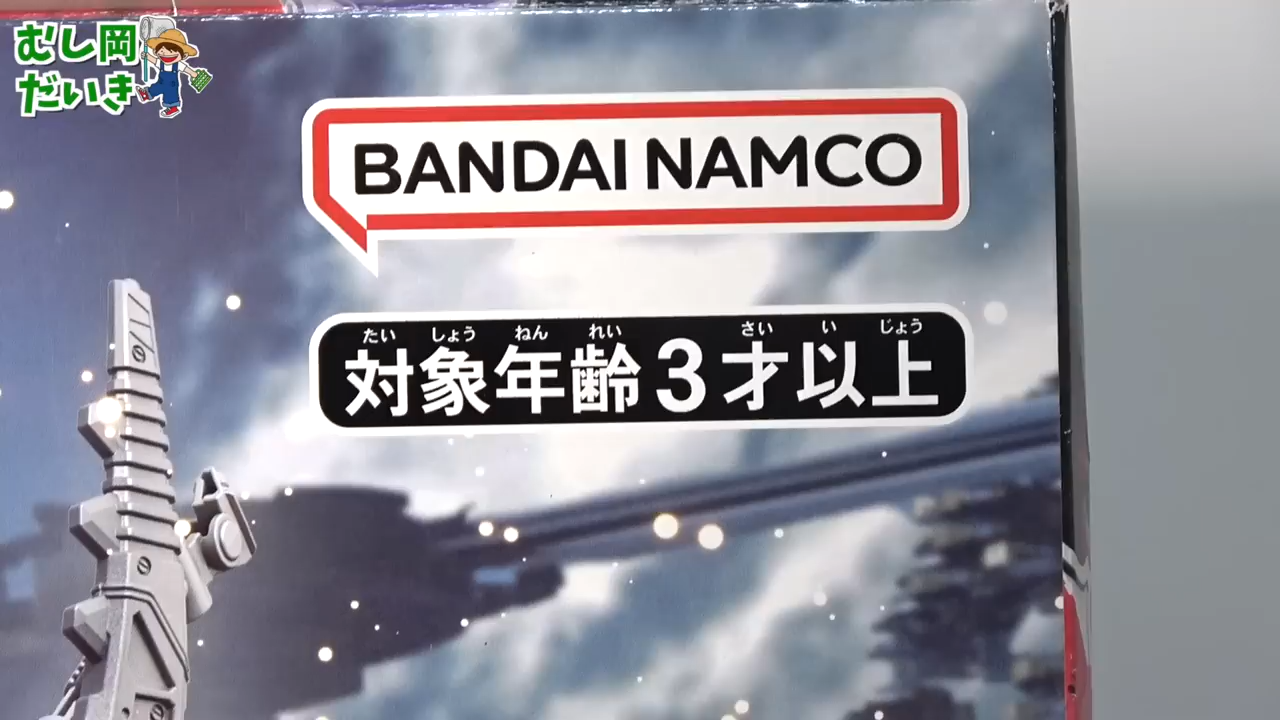 むし岡
だいき
BANDAI NAMCO
たい しょう ねん れい さい い じょう
対象年齢3才以上